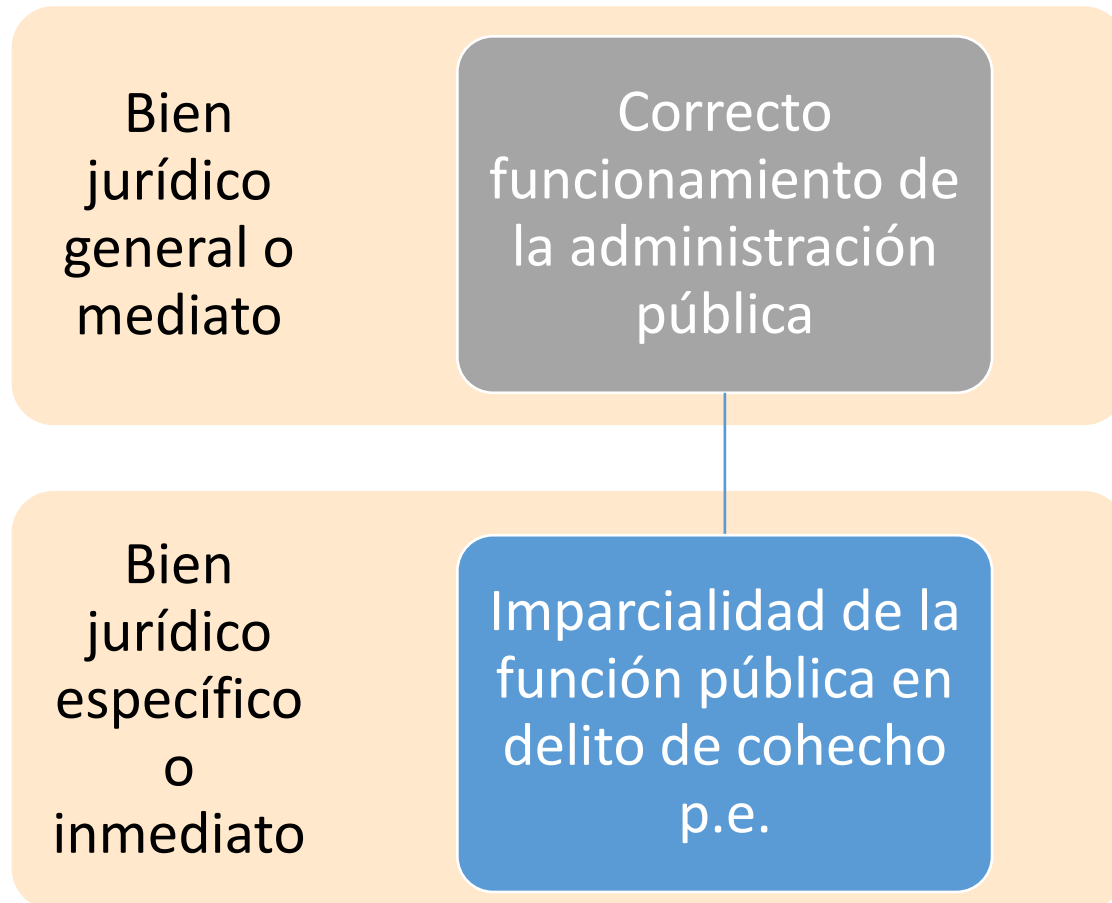 Bien
jurídico
general o
mediato
Correcto
funcionamiento de
la administración
pública
Bien
jurídico
específico
o
inmediato
Imparcialidad de la
función pública en
delito de cohecho
p.e.